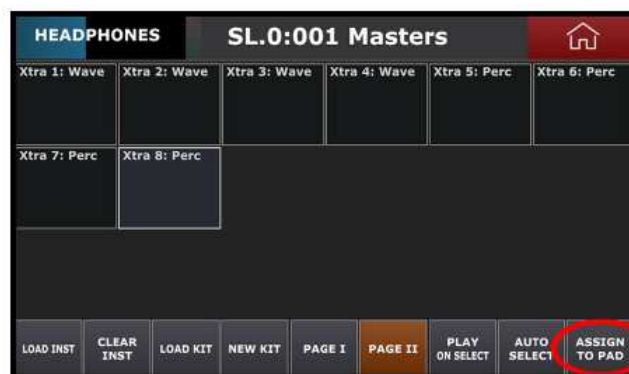 HEADPHONES SL.0:001 Masters
Xtra 1: Wave Xtra 2: Wave Xtra 3: Wave Xtra 4: Wave Xtra 5: Perc Xtra 6: Perc
Xtra 7: Perc Xtra 8: Perc
LOAD INST CLEAR INST LOAD KIT NEW KIT PAGE I PAGE II PLAY ON SELECT AUTO SELECT ASSIGN TO PAD